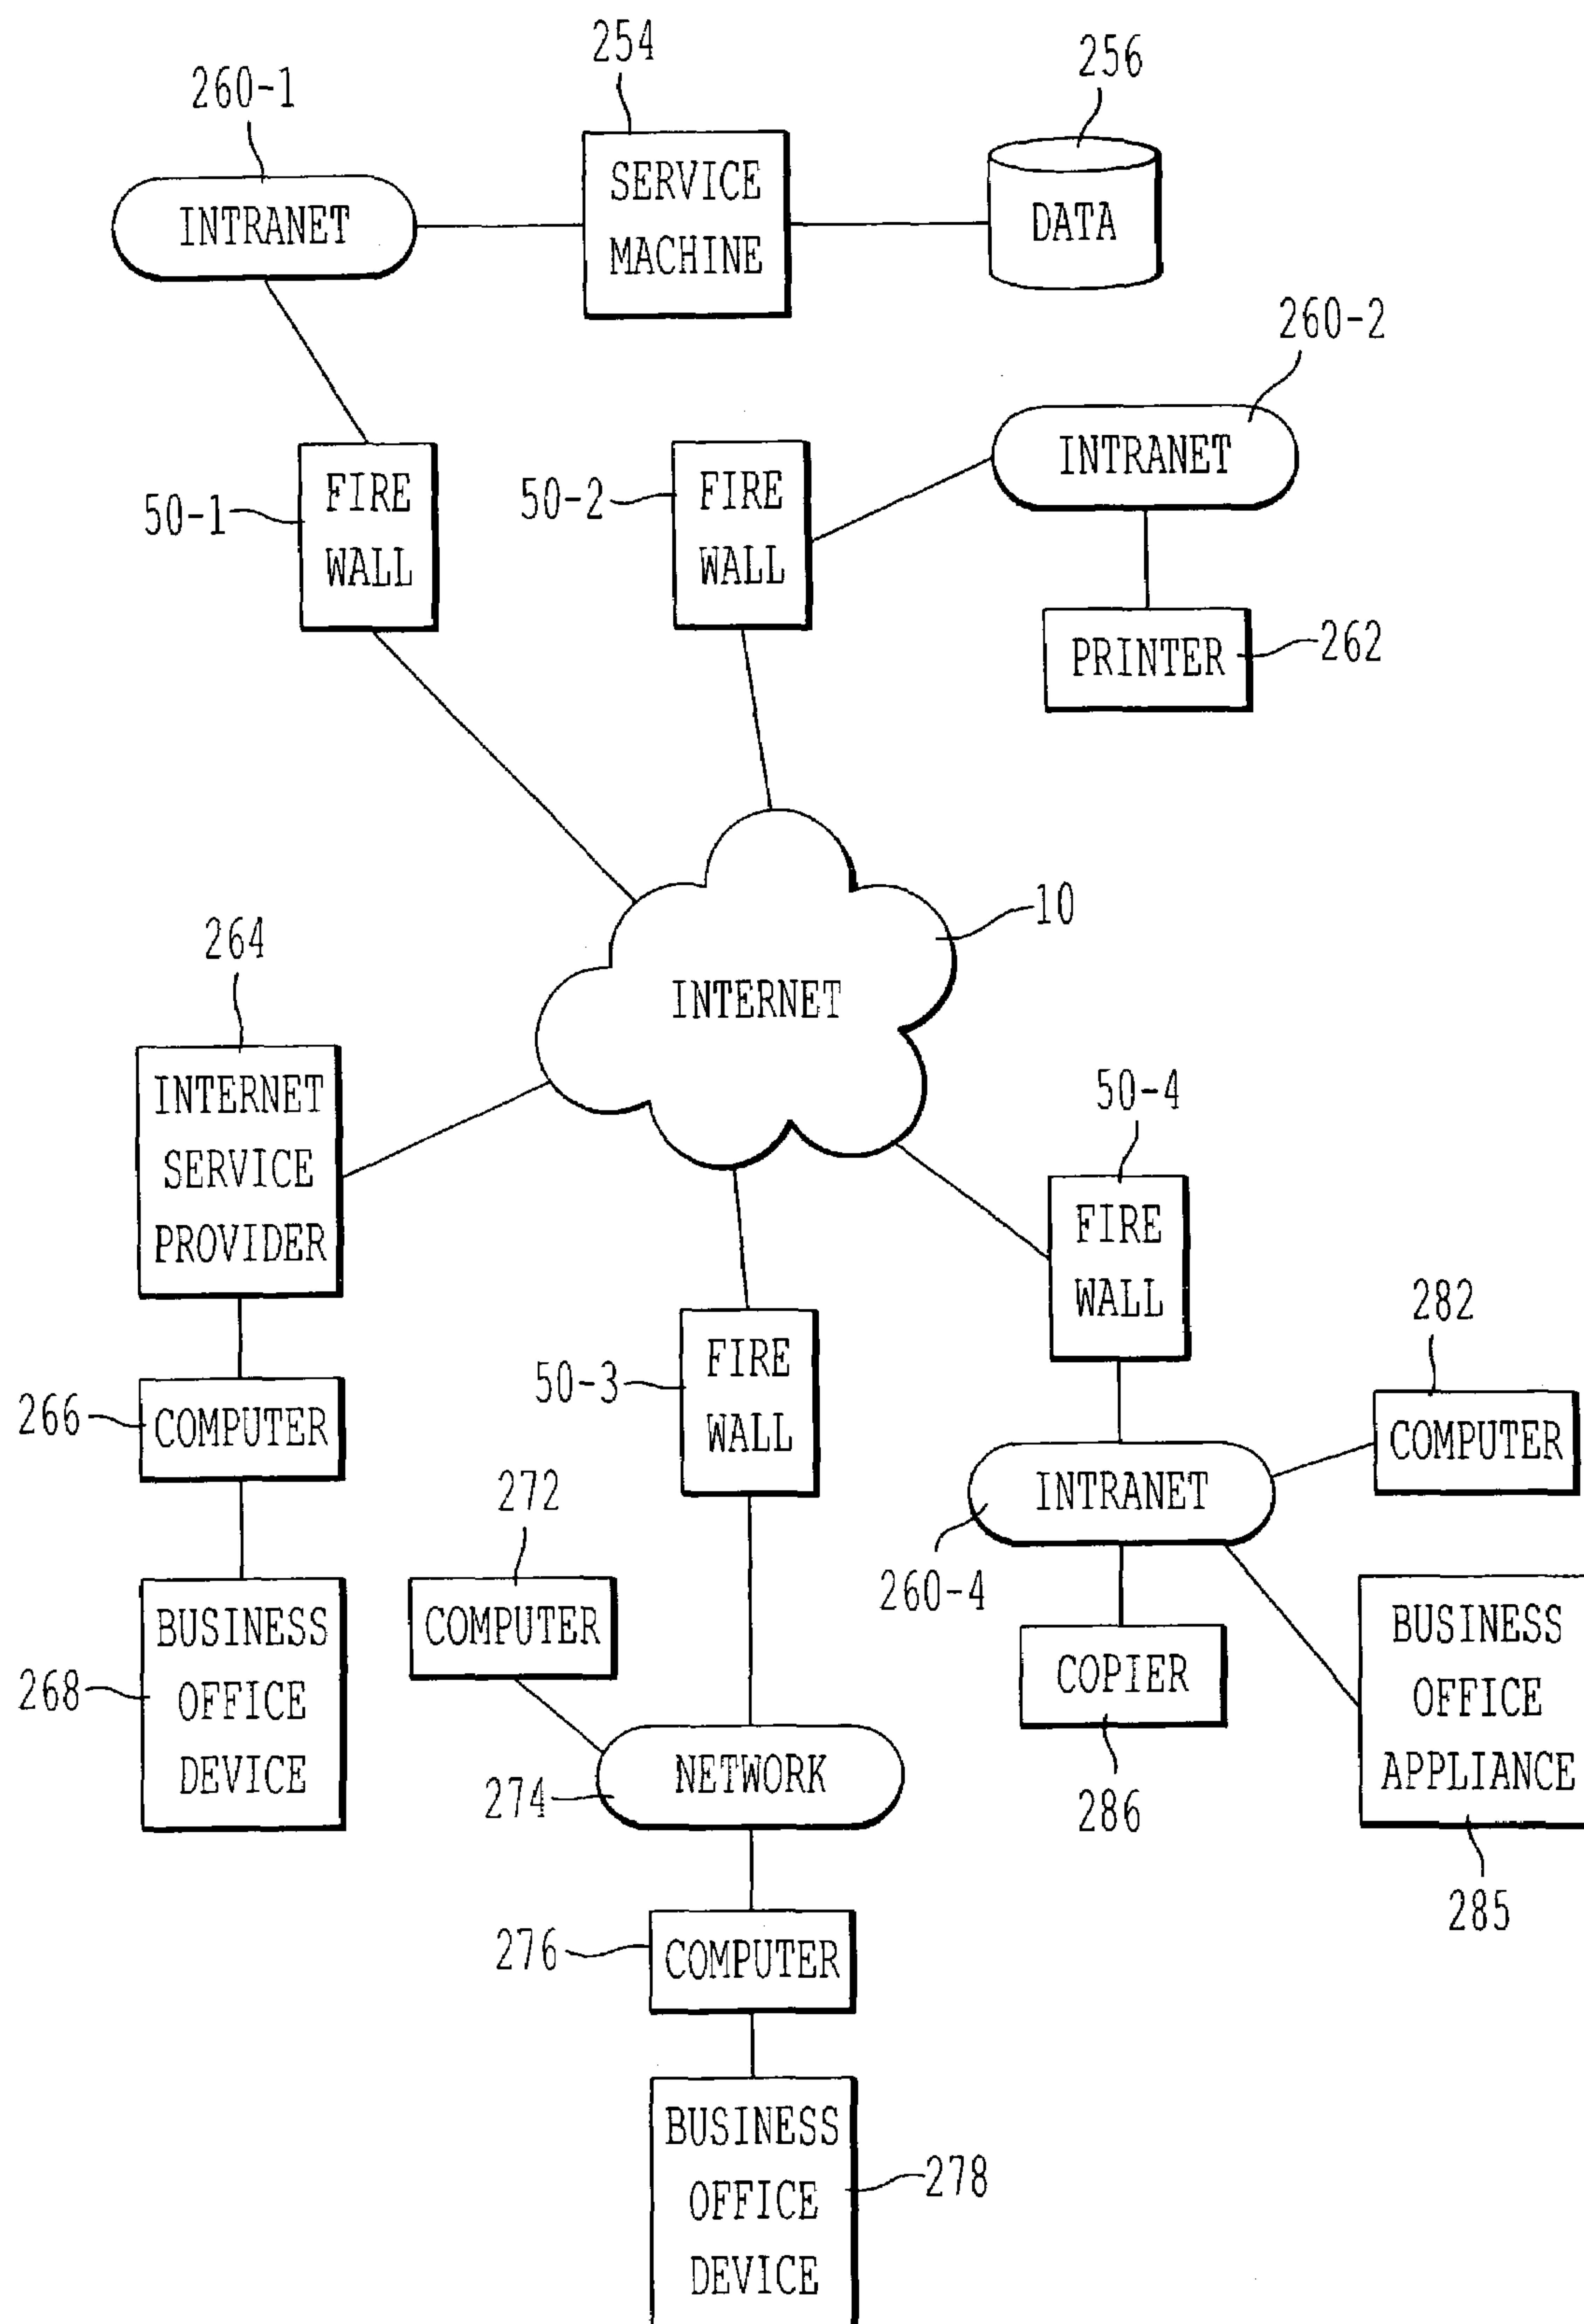 254
256
260-1
SERVICE
MACHINE
INTRANET
DATA
260-2
INTRANET
50-1
FIRE
WALL
50-2
FIRE
WALL
PRINTER
262
10
INTERNET
264
INTERNET
SERVICE
PROVIDER
50-4
FIRE
WALL
50-3
FIRE
WALL
282
COMPUTER
266
COMPUTER
272
COMPUTER
INTRANET
260-4
268
BUSINESS
OFFICE
DEVICE
COPIER
286
BUSINESS
OFFICE
APPLIANCE
285
NETWORK
274
276
COMPUTER
BUSINESS
OFFICE
DEVICE
278